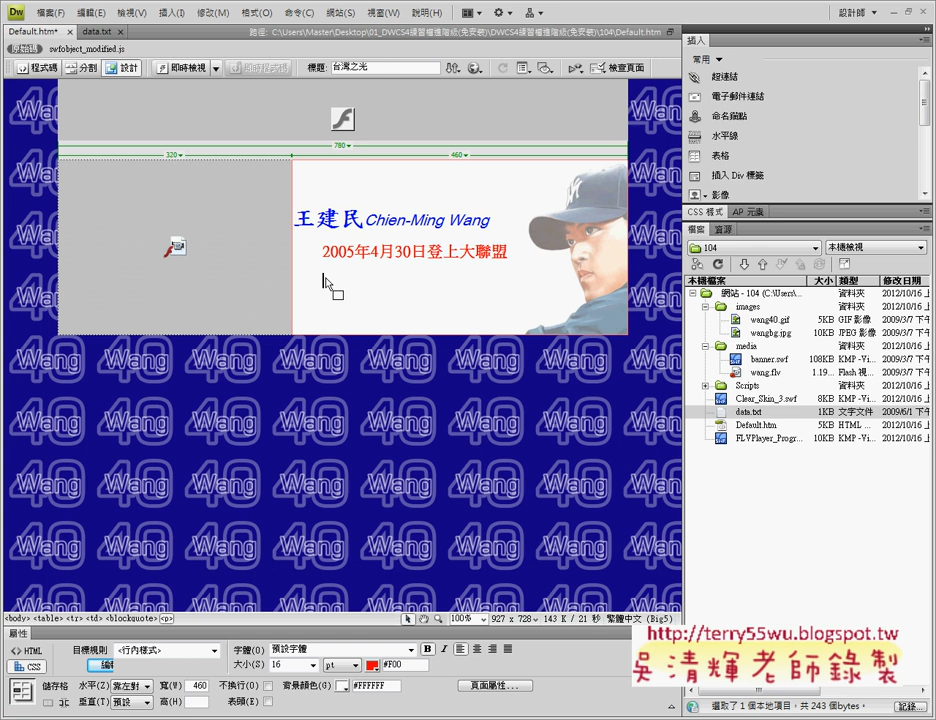 Dw 檔案(F) 編輯(E) 檢視(V) 插入(I) 修改(M) 格式(O) 命令(C) 網站(S) 視窗(W) 說明(H) 設計師
Default.htm* × data.txt × 路徑: C:\Users\Master\Desktop\01_DWCS4練習檔進階級(免安裝)\DWCS4練習檔進階級(免安裝)\104\Default.htm
原始碼 swfobject_modified.js
程式碼 分割 設計 即時檢視 即時程式碼 標題: 台灣之光 檢查頁面
780
320 460
王建民Chien-Ming Wang
2005年4月30日登上大聯盟
40 Wang
<body> <table> <tr> <td> <blockquote> <p> 100% 927 x 728 143 K / 21 秒 繁體中文 (Big5)
屬性
<> HTML 目標規則 <行內樣式> 字體(O) 預設字體 B I
CSS 大小(S) 16 pt #F00
儲存格 水平(Z) 靠左對 寬(W) 460 不換行(O) 背景顏色(G) #FFFFFF 頁面屬性...
垂直(T) 預設 高(H) 表頭(E)
插入
常用
超連結
電子郵件連結
命名錨點
水平線
表格
插入 Div 標籤
影像
CSS 樣式 AP 元素
檔案 資源
104 本機檢視
本機檔案 大小 類型 修改日期
網站 - 104 (C:\Users\... 資料夾 2012/10/16 上
images 資料夾 2012/10/16 上
wang40.gif 5KB GIF 影像 2009/3/7 下午
wangbg.jpg 10KB JPEG 影像 2009/3/7 下午
media 資料夾 2012/10/16 上
banner.swf 108KB KMP - Vi... 2009/3/7 下午
wang.flv 1.19... Flash 視... 2009/3/7 下午
Scripts 資料夾 2012/10/16 上
Clear_Skin_3.swf 8KB KMP - Vi... 2012/10/16 上
data.txt 1KB 文字文件 2009/6/1 下午
Default.htm 5KB HTML ... 2012/10/16 上
FLVPlayer_Progr... 10KB KMP - Vi... 2012/10/16 上
http://terry55wu.blogspot.tw
吳清輝老師錄製
選取了 1 個本地項目，共 243 個bytes。 記錄...